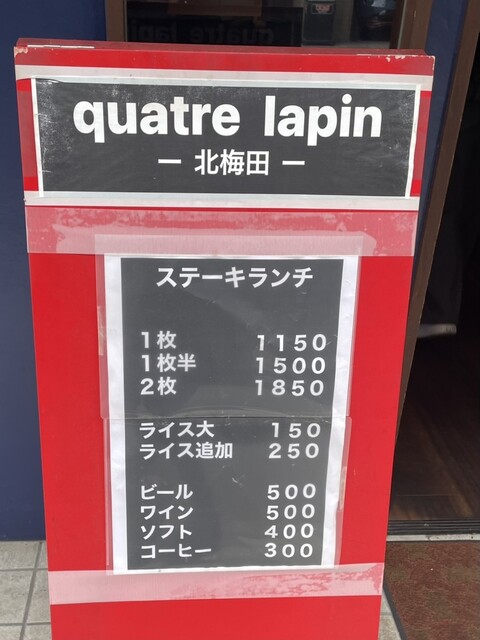 quatre lapin
ー 北梅田 ー
ステーキランチ
1枚 1150
1枚半 1500
2枚 1850
ライス大 150
ライス追加 250
ビール 500
ワイン 500
ソフト 400
コーヒー 300